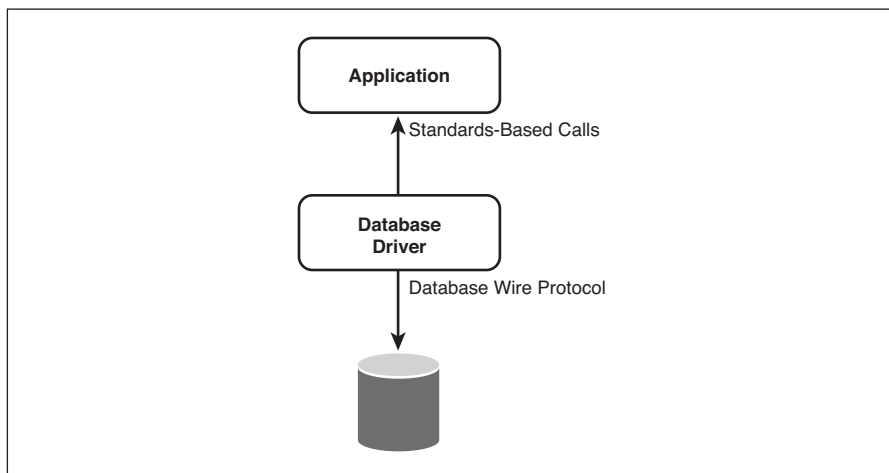 Application
Standards-Based Calls
Database
Driver
Database Wire Protocol